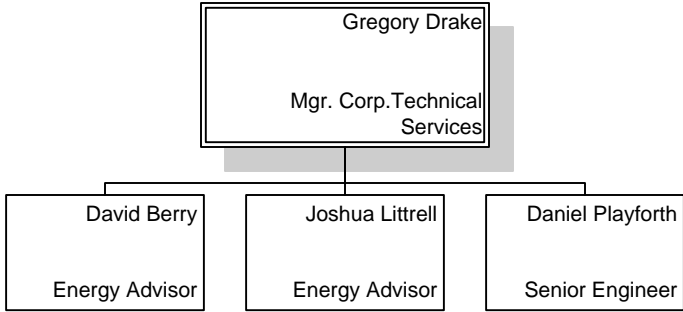 Gregory Drake
Mgr. Corp.Technical
Services
David Berry
Energy Advisor
Joshua Littrell
Energy Advisor
Daniel Playforth
Senior Engineer